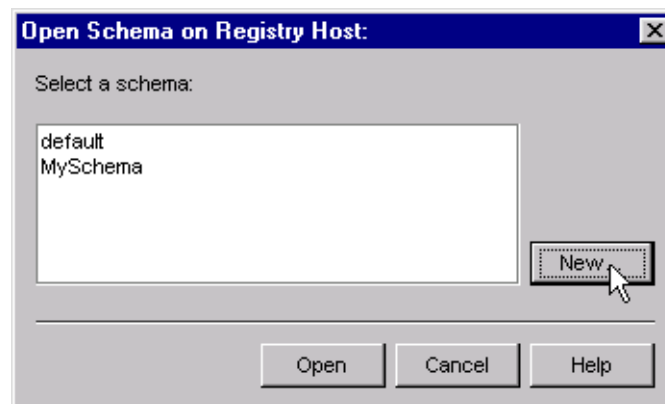 Open Schema on Registry Host:
Select a schema:
default
MySchema
New...
Open
Cancel
Help